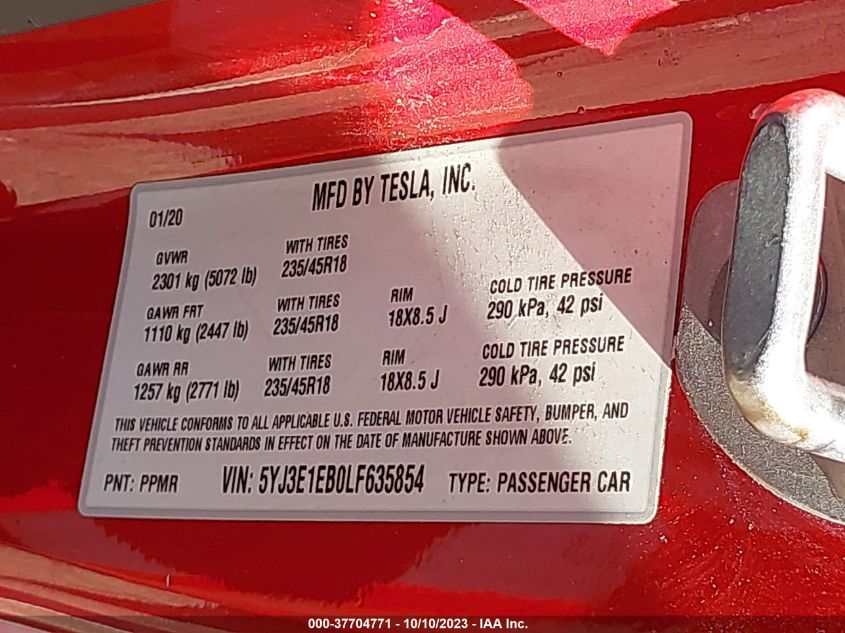 MFD BY TESLA, INC.
01/20
GVWR
2301 kg (5072 lb)
WITH TIRES
235/45R18
GAWR FRT
1110 kg (2447 lb)
WITH TIRES
235/45R18
RIM
18X8.5 J
COLD TIRE PRESSURE
290 kPa, 42 psi
GAWR RR
1257 kg (2771 lb)
WITH TIRES
235/45R18
RIM
18X8.5 J
COLD TIRE PRESSURE
290 kPa, 42 psi
THIS VEHICLE CONFORMS TO ALL APPLICABLE U.S. FEDERAL MOTOR VEHICLE SAFETY, BUMPER, AND
THEFT PREVENTION STANDARDS IN EFFECT ON THE DATE OF MANUFACTURE SHOWN ABOVE.
PNT: PPMR VIN: 5YJ3E1EB0LF635854 TYPE: PASSENGER CAR
000-37704771 - 10/10/2023 - IAA Inc.